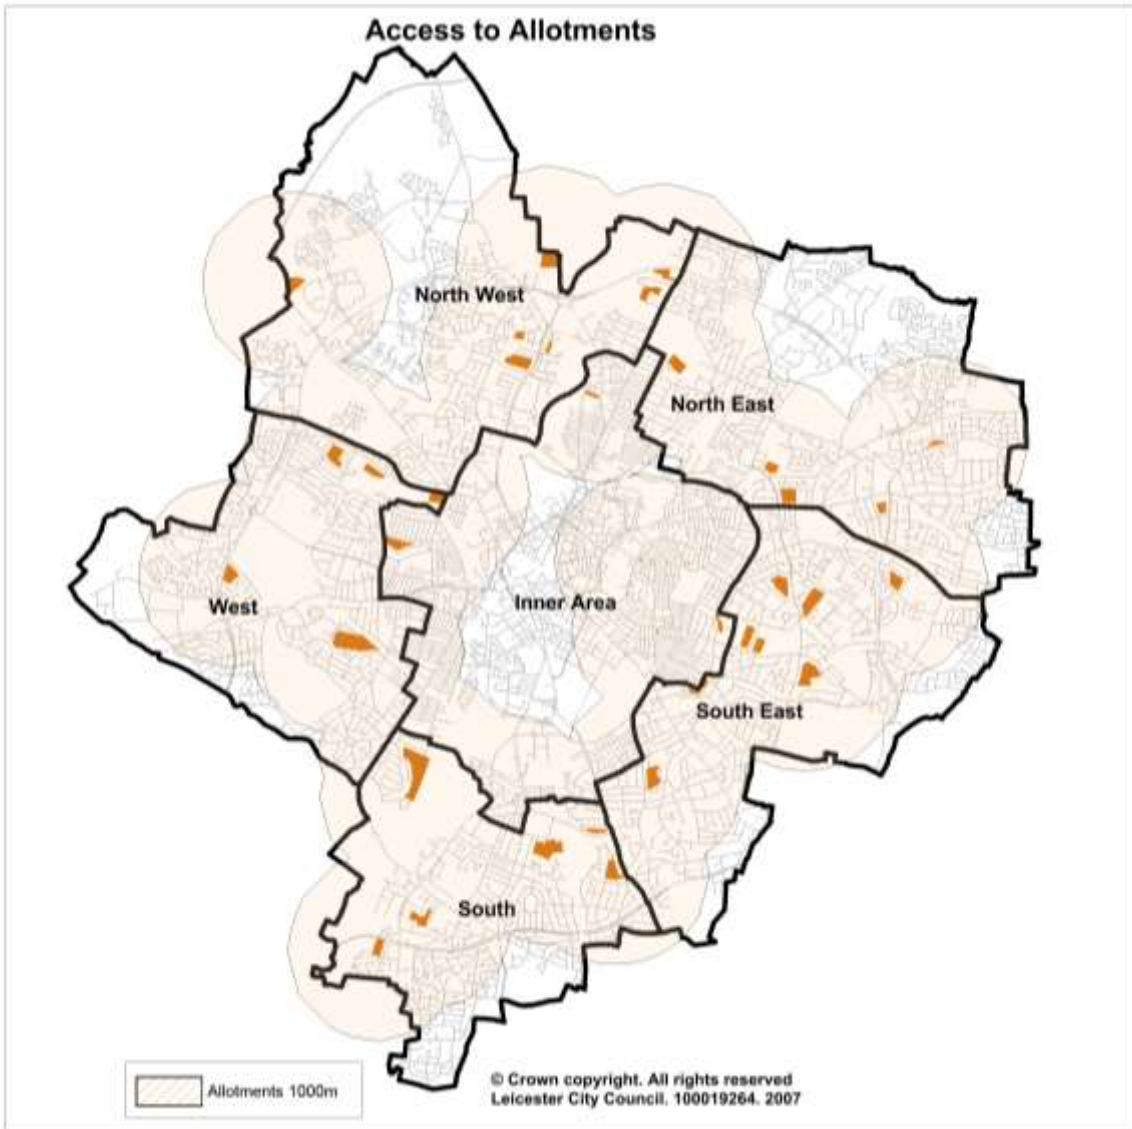 Access to Allotments
North West
North East
West
Inner Area
South East
South
Allotments 1000m
© Crown copyright. All rights reserved
Leicester City Council. 100019264. 2007